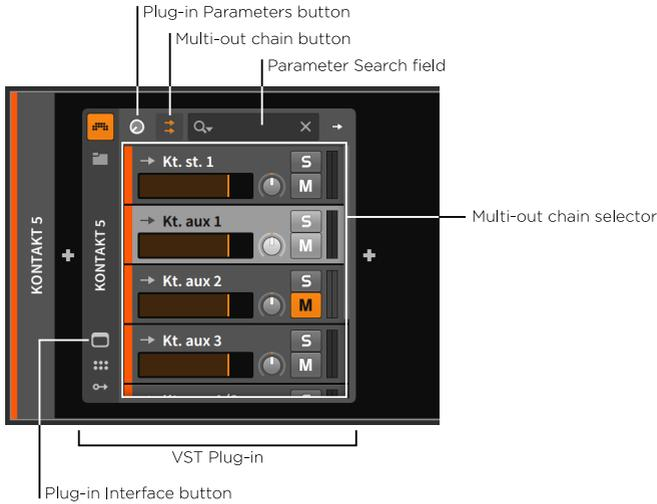 Plug-in Parameters button
Multi-out chain button
Parameter Search field
Kt. st. 1
S
M
Kt. aux 1
S
M
Multi-out chain selector
KONTAKT 5
KONTAKT 5
Kt. aux 2
S
M
Kt. aux 3
S
M
VST Plug-in
Plug-in Interface button